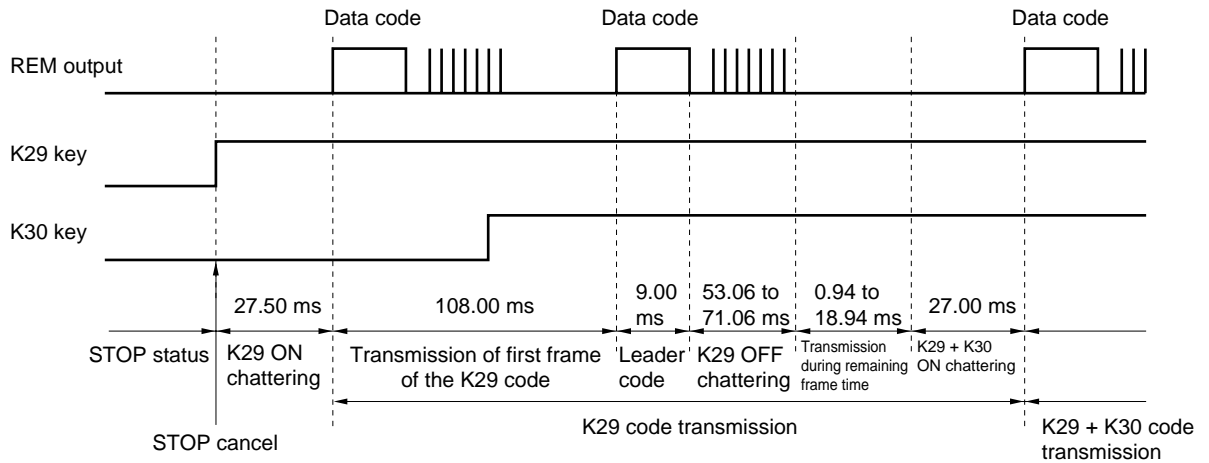 Data code
Data code
Data code
REM output
K29 key
K30 key
27.50 ms
108.00 ms
9.00
ms
53.06 to
71.06 ms
0.94 to
18.94 ms
27.00 ms
STOP status
K29 ON
chattering
Transmission of first frame
of the K29 code
Leader
code
K29 OFF
chattering
Transmission
during remaining
frame time
K29 + K30
ON chattering
K29 code transmission
K29 + K30 code
transmission
STOP cancel